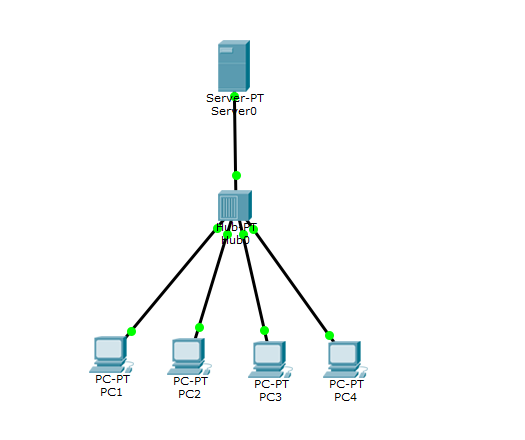 Server-PT
Server0
Hub-PT
Hub0
PC-PT
PC1
PC-PT
PC2
PC-PT
PC3
PC-PT
PC4